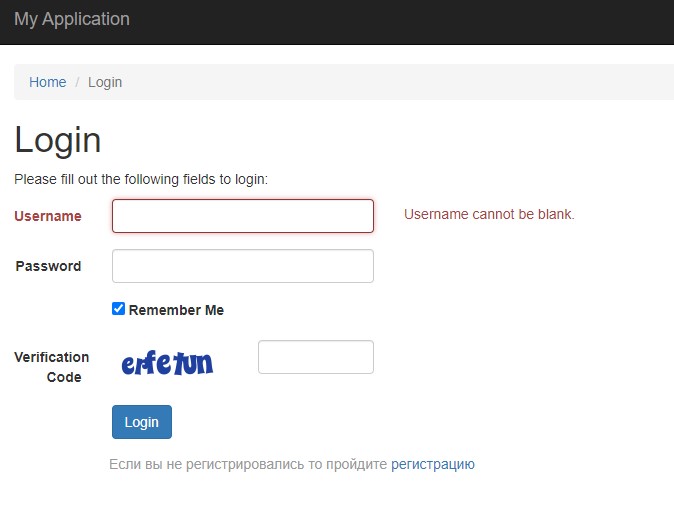 My Application
Home / Login
Login
Please fill out the following fields to login:
Username
Username cannot be blank.
Password
Remember Me
Verification
Code
erfetun
Login
Если вы не регистрировались то пройдите регистрацию